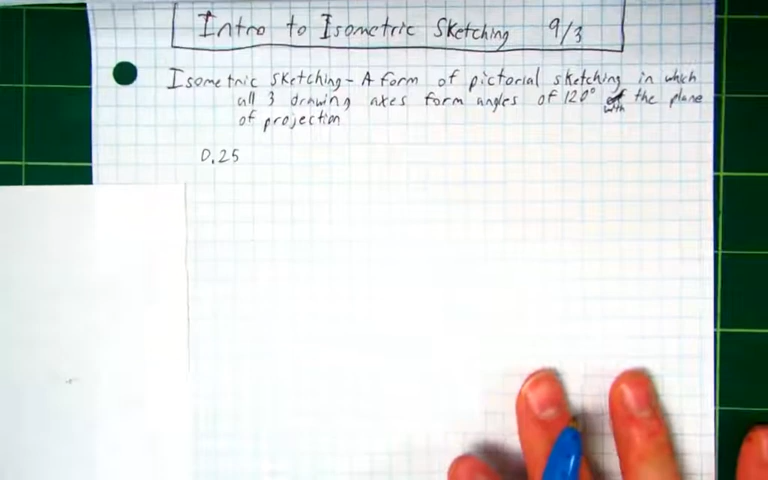 Intro to Isometric Sketching 9/3
Isometric Sketching - A form of pictorial sketching in which
all 3 drawing axes form angles of 120° with the plane
of projection
0.25